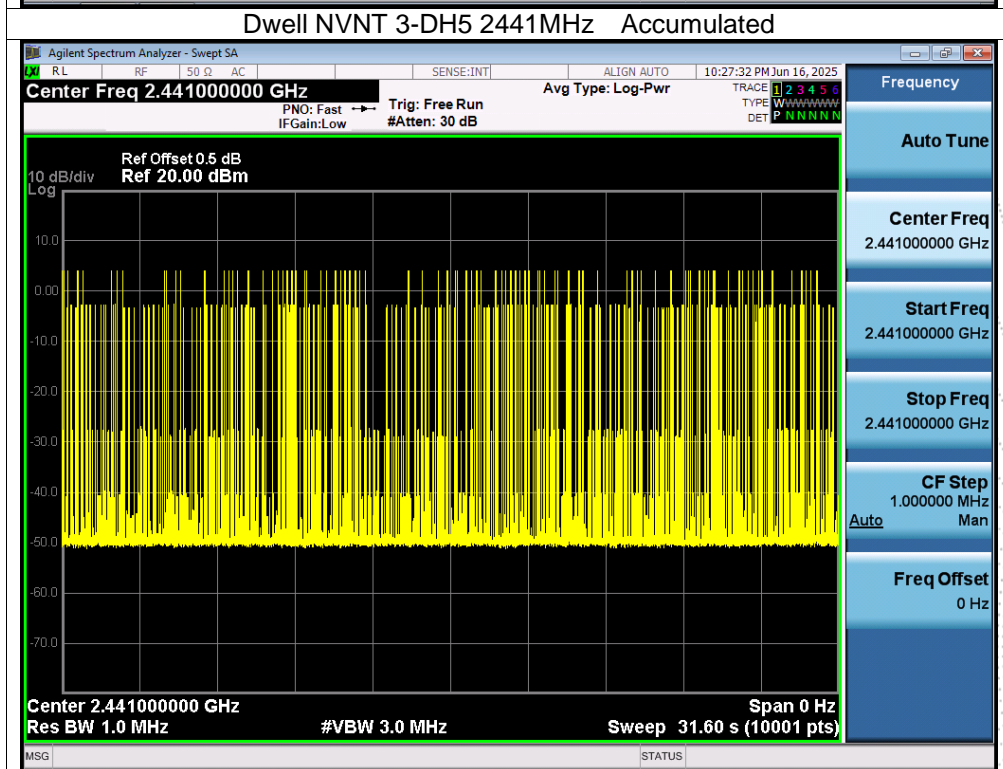 Dwell NVNT 3-DH5 2441MHz Accumulated
Agilent Spectrum Analyzer - Swept SA
LXI RL RF 50 Ω AC SENSE:INT ALIGN AUTO 10:27:32 PM Jun 16, 2025
Center Freq 2.441000000 GHz
PNO: Fast
IFGain:Low
Trig: Free Run
#Atten: 30 dB
Avg Type: Log-Pwr
TRACE 1 2 3 4 5 6
TYPE WWWWWW
DET P N N N N N
Ref Offset 0.5 dB
10 dB/div Ref 20.00 dBm
Log
10.0
0.00
-10.0
-20.0
-30.0
-40.0
-50.0
-60.0
-70.0
Center 2.441000000 GHz Span 0 Hz
Res BW 1.0 MHz #VBW 3.0 MHz Sweep 31.60 s (10001 pts)
MSG STATUS
Frequency
Auto Tune
Center Freq
2.441000000 GHz
Start Freq
2.441000000 GHz
Stop Freq
2.441000000 GHz
CF Step
1.000000 MHz
Auto Man
Freq Offset
0 Hz